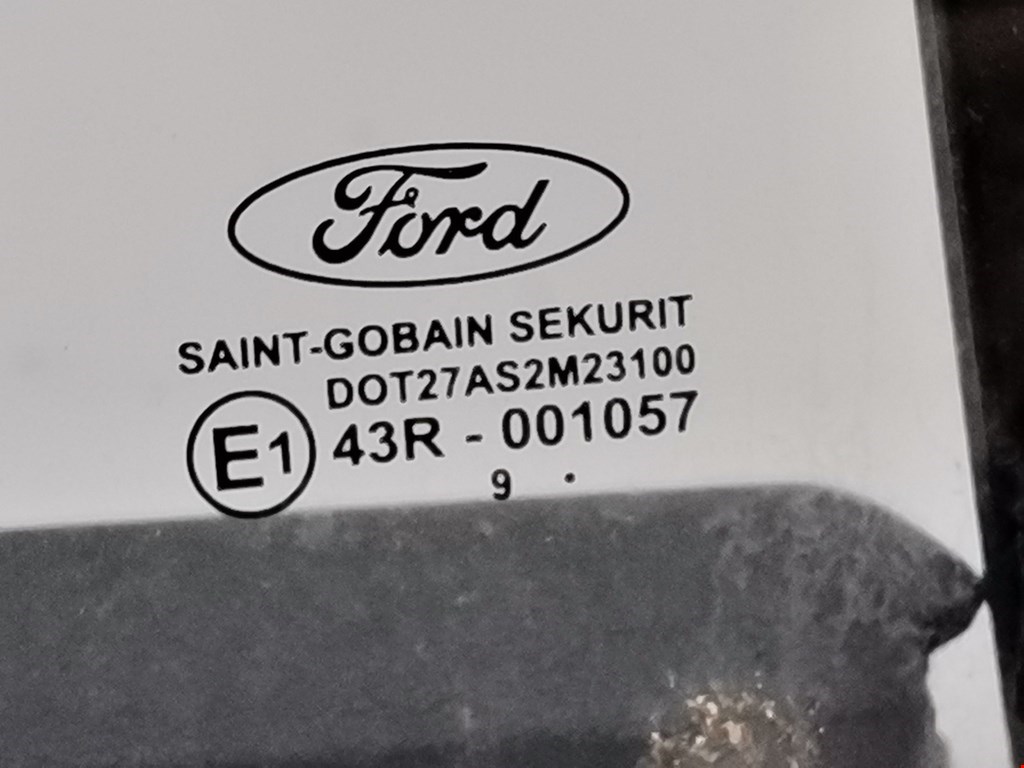 Ford
SAINT-GOBAIN SEKURIT
DOT27AS2M23100
E1 43R - 001057
9 .